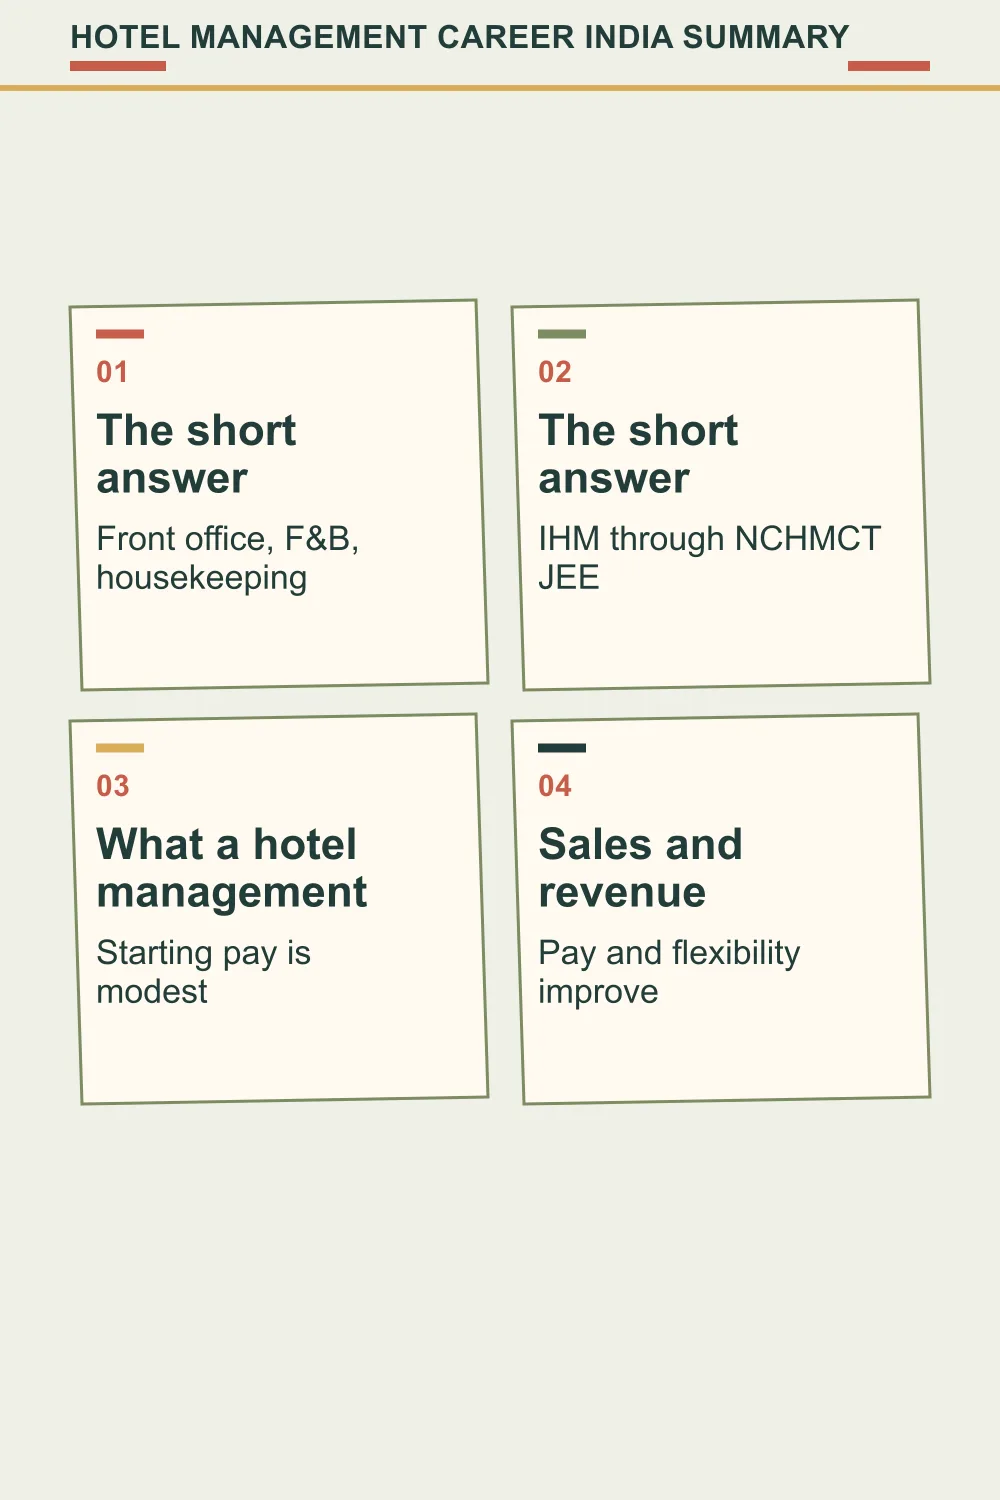 HOTEL MANAGEMENT CAREER INDIA SUMMARY
01
The short
answer
Front office, F&B,
housekeeping
02
The short
answer
IHM through NCHMCT
JEE
03
What a hotel
management
Starting pay is
modest
04
Sales and
revenue
Pay and flexibility
improve